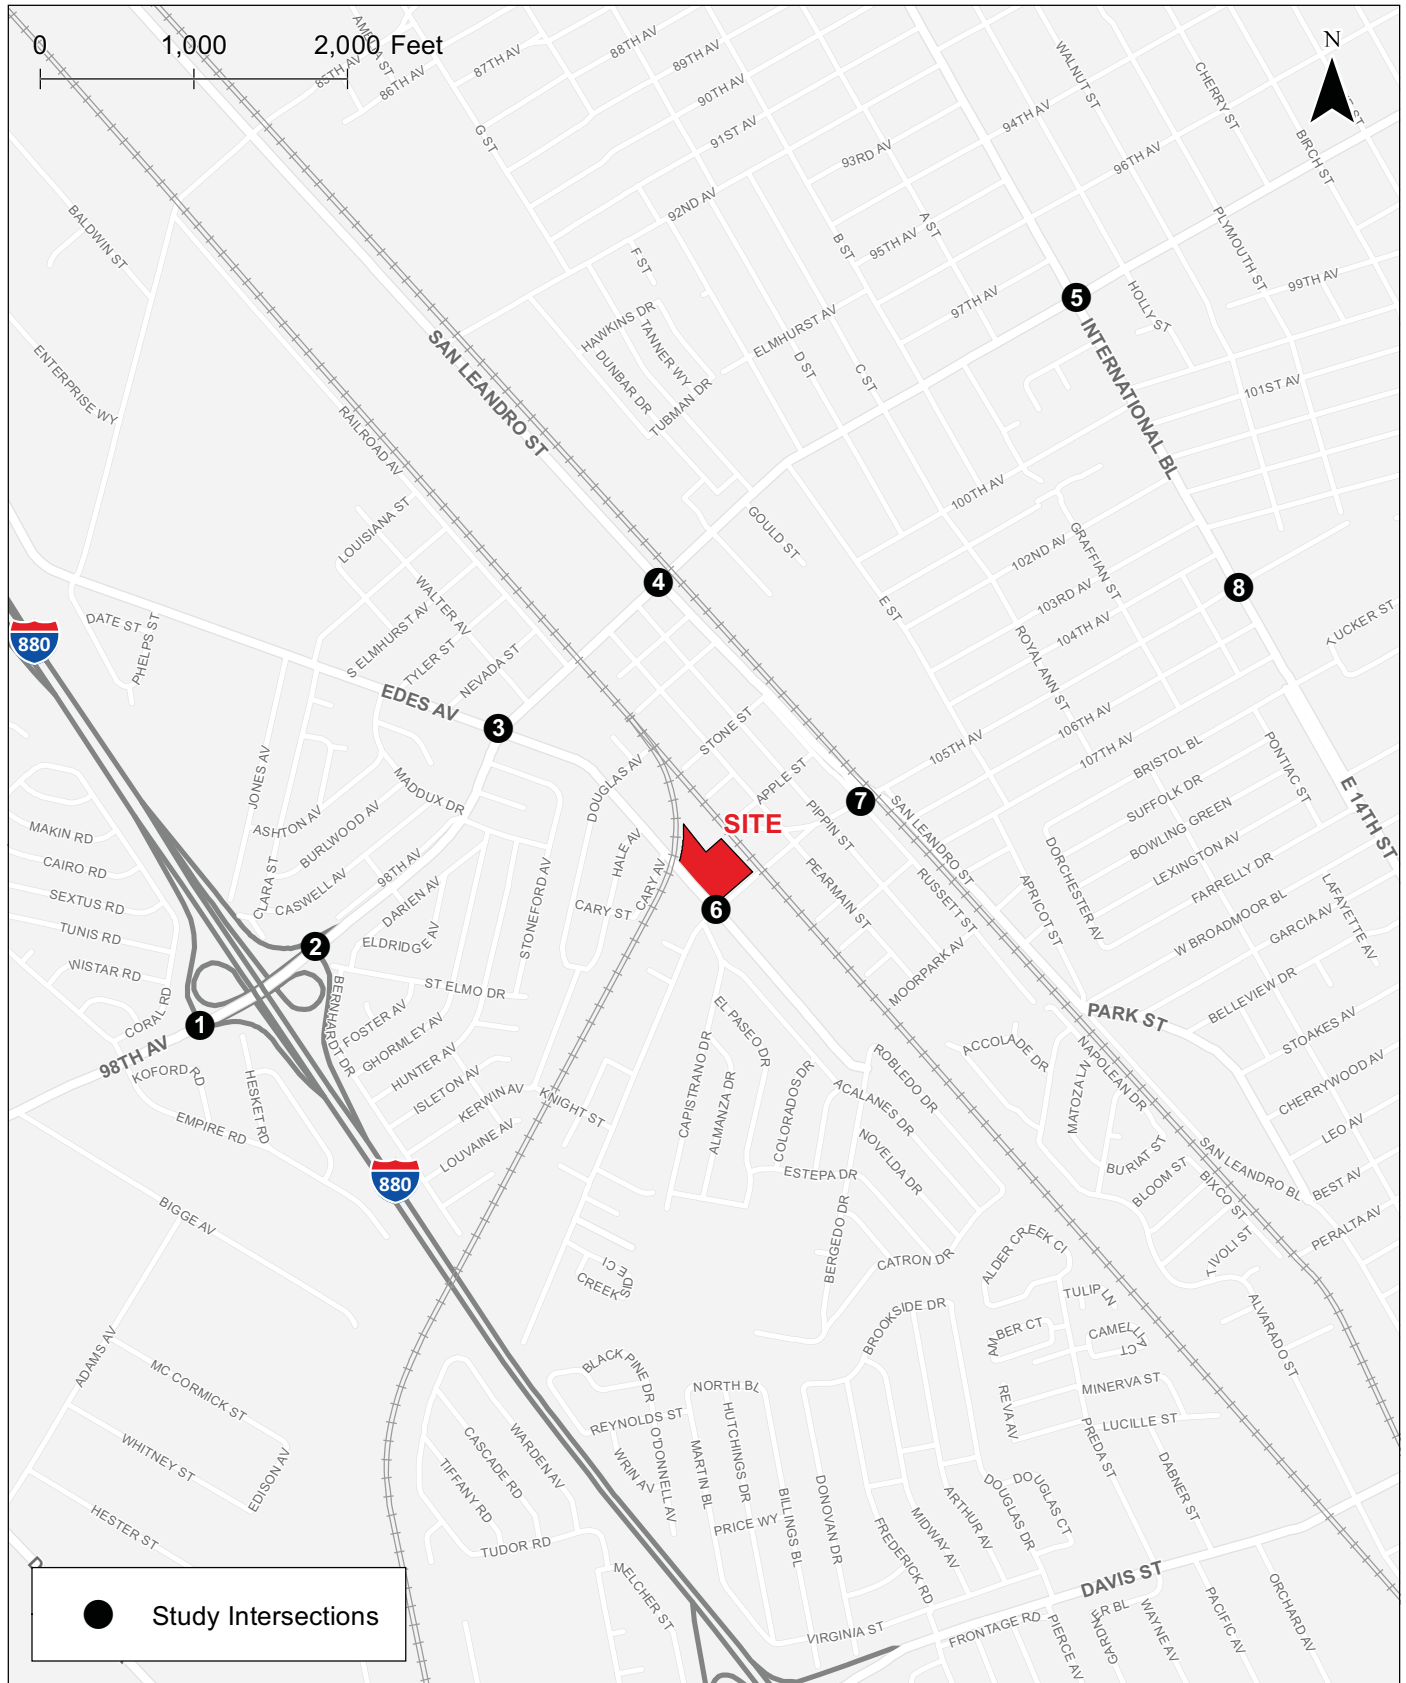 0 1,000 2,000 Feet
N
AMELIA ST
85TH AV
86TH AV
87TH AV
88TH AV
89TH AV
90TH AV
91ST AV
92ND AV
93RD AV
94TH AV
95TH AV
96TH AV
97TH AV
99TH AV
WALNUT ST
CHERRY ST
BIRCH ST
PLYMOUTH ST
HOLLY ST
G ST
F ST
A ST
B ST
C ST
D ST
E ST
BALDWIN ST
ENTERPRISE WY
SAN LEANDRO ST
RAILROAD AV
HAWKINS DR
TANNER WY
DUNBAR DR
TUBMAN DR
ELMHURST AV
5
INTERNATIONAL BL
101ST AV
100TH AV
GOULD ST
LOUISIANA ST
102ND AV
GRAFFIAN ST
103RD AV
104TH AV
4
8
TUCKER ST
880
DATE ST
PHELPS ST
S ELMHURST AV
WALTER AV
TYLER ST
NEVADA ST
EDES AV
3
ROYAL ANN ST
105TH AV
106TH AV
107TH AV
STONE ST
APPLE ST
PIPPIN ST
7
SAN LEANDRO ST
BRISTOL BL
SUFFOLK DR
BOWLING GREEN
LEXINGTON AV
FARRELLY DR
W BROADMOOR BL
GARCIA AV
BELLEVIEW DR
STOAKES AV
CHERRYWOOD AV
LEO AV
BEST AV
PERALTA AV
PONTIAC ST
E 14TH ST
LAFAYETTE AV
DORCHESTER AV
APRICOT ST
JONES AV
ASHTON AV
BURLWOOD AV
MADDUX DR
CLARA ST
CASWELL AV
98TH AV
DARIEN AV
ELDRIDGE AV
DOUGLAS AV
HALE AV
CARY AV
CARY ST
STONEFORD AV
SITE
6
PEARMAIN ST
RUSSETT ST
MOORPARK AV
MAKIN RD
CAIRO RD
SEXTUS RD
TUNIS RD
WISTAR RD
CORAL RD
2
1
98TH AV
KOFORD RD
HESKET RD
EMPIRE RD
BERNHARDT DR
ST ELMO DR
FOSTER AV
GHORMLEY AV
HUNTER AV
ISLETON AV
KERWIN AV
KNIGHT ST
LOUVAINE AV
880
EL PASEO DR
CAPISTRANO DR
ALMANZA DR
COLORADOS DR
ACALANES DR
ROBLEDO DR
NOVELDA DR
ESTEPA DR
BERGEDO DR
CATRON DR
ACCOLADE DR
MATOZA LN
NAPOLEAN DR
PARK ST
BURIAT ST
BLOOM ST
BIXCO ST
SAN LEANDRO BL
TIVOLI ST
ALVARADO ST
BIGGE AV
ADAMS AV
MC CORMICK ST
WHITNEY ST
EDISON AV
HESTER ST
CREEKSIDE CI
ALDER CREEK CI
TULIP LN
AMBER CT
CAMELLIA CT
BROOKSIDE DR
MINERVA ST
LUCILLE ST
REVA AV
PREDA ST
DABNER ST
BLACK PINE DR
NORTH BL
REYNOLDS ST
O'DONNELL AV
WRIN AV
MARTIN BL
HUTCHINGS DR
PRICE WY
BILLINGS BL
DONOVAN DR
FREDERICK RD
MIDWAY AV
ARTHUR AV
DOUGLAS DR
DOUGLAS CT
WARDEN AV
CASCADE RD
TIFFANY RD
TUDOR RD
MELCHER ST
VIRGINIA ST
FRONTAGE RD
DAVIS ST
PIERCE AV
GARDNER BL
WAYNE AV
PACIFIC AV
ORCHARD AV
Study Intersections